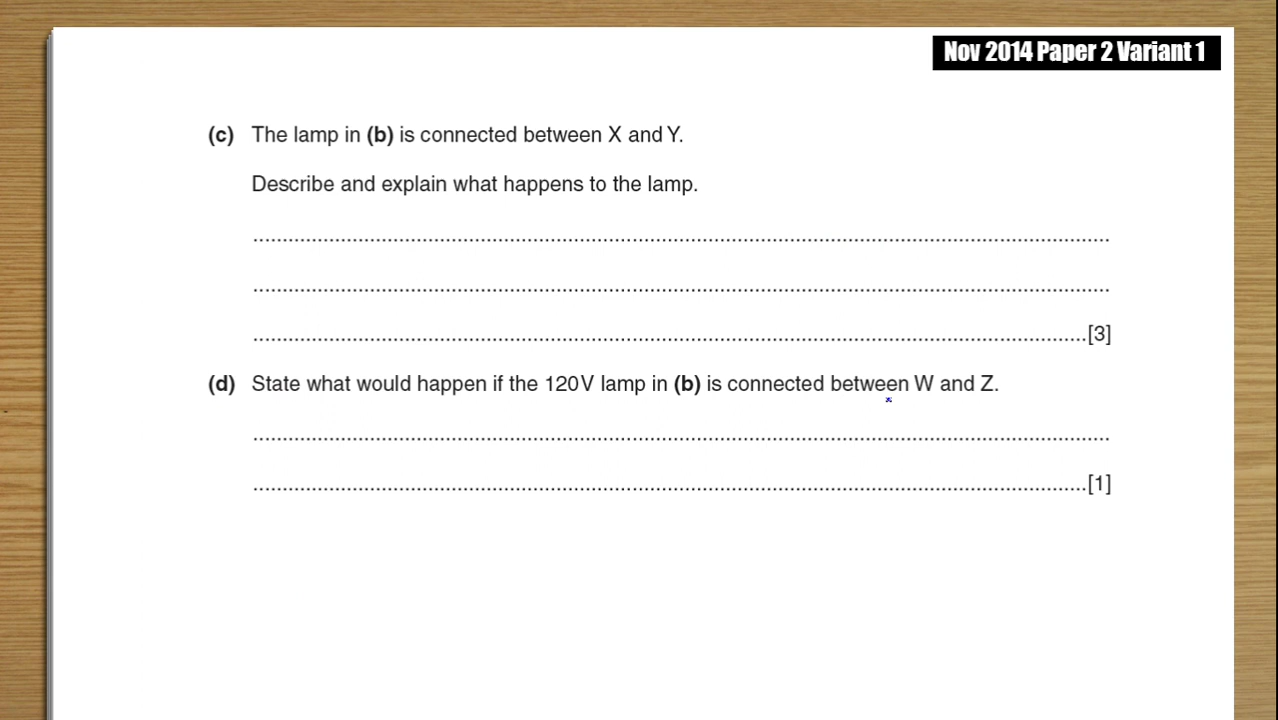 Nov 2014 Paper 2 Variant 1
(c) The lamp in (b) is connected between X and Y.
Describe and explain what happens to the lamp.
..........................................................................................
..........................................................................................
..........................................................................................[3]
(d) State what would happen if the 120V lamp in (b) is connected between W and Z.
..........................................................................................
..........................................................................................[1]